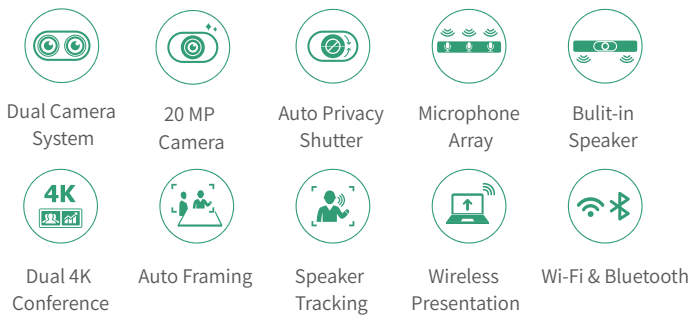 Dual Camera
System
20 MP
Camera
Auto Privacy
Shutter
Microphone
Array
Bulit-in
Speaker
4K
Dual 4K
Conference
Auto Framing
Speaker
Tracking
Wireless
Presentation
Wi-Fi & Bluetooth